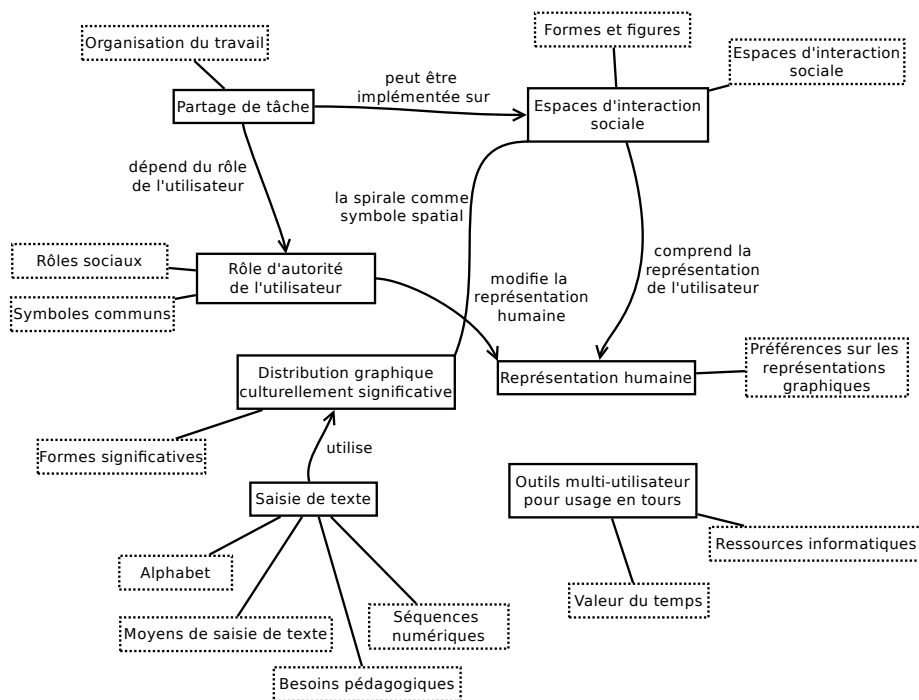 Formes et figures
Organisation du travail
Espaces d'interaction
sociale
peut être
implémentée sur
Partage de tâche
Espaces d'interaction
sociale
dépend du rôle
de l'utilisateur
la spirale comme
symbole spatial
Rôles sociaux
Rôle d'autorité
de l'utilisateur
comprend la
représentation
de l'utilisateur
modifie la
représentation
humaine
Symboles communs
Distribution graphique
culturellement significative
Représentation humaine
Préférences sur les
représentations
graphiques
Formes significatives
utilise
Saisie de texte
Outils multi-utilisateur
pour usage en tours
Ressources informatiques
Alphabet
Valeur du temps
Moyens de saisie de texte
Séquences
numériques
Besoins pédagogiques